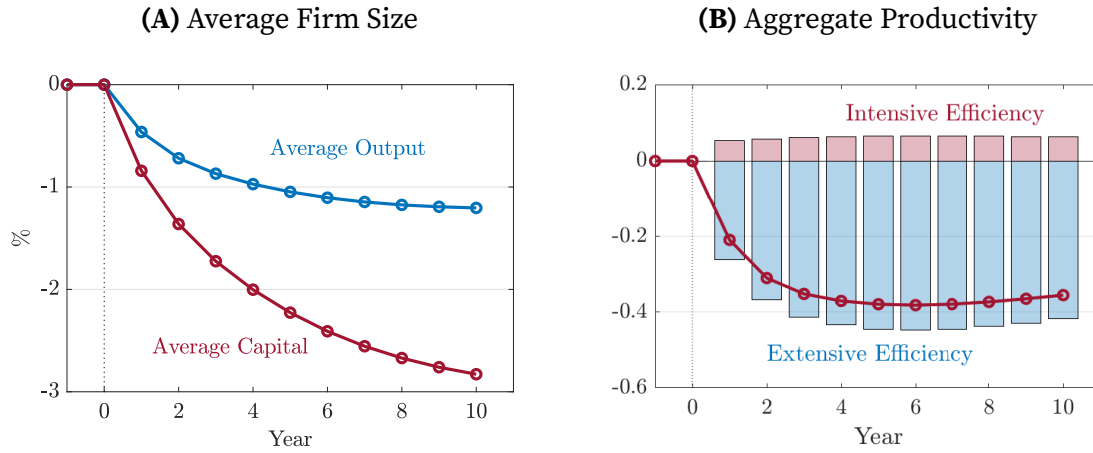 (A) Average Firm Size
0
-1
-2
-3
%
Average Output
Average Capital
0 2 4 6 8 10
Year
(B) Aggregate Productivity
0.2
0
-0.2
-0.4
-0.6
Intensive Efficiency
Extensive Efficiency
0 2 4 6 8 10
Year